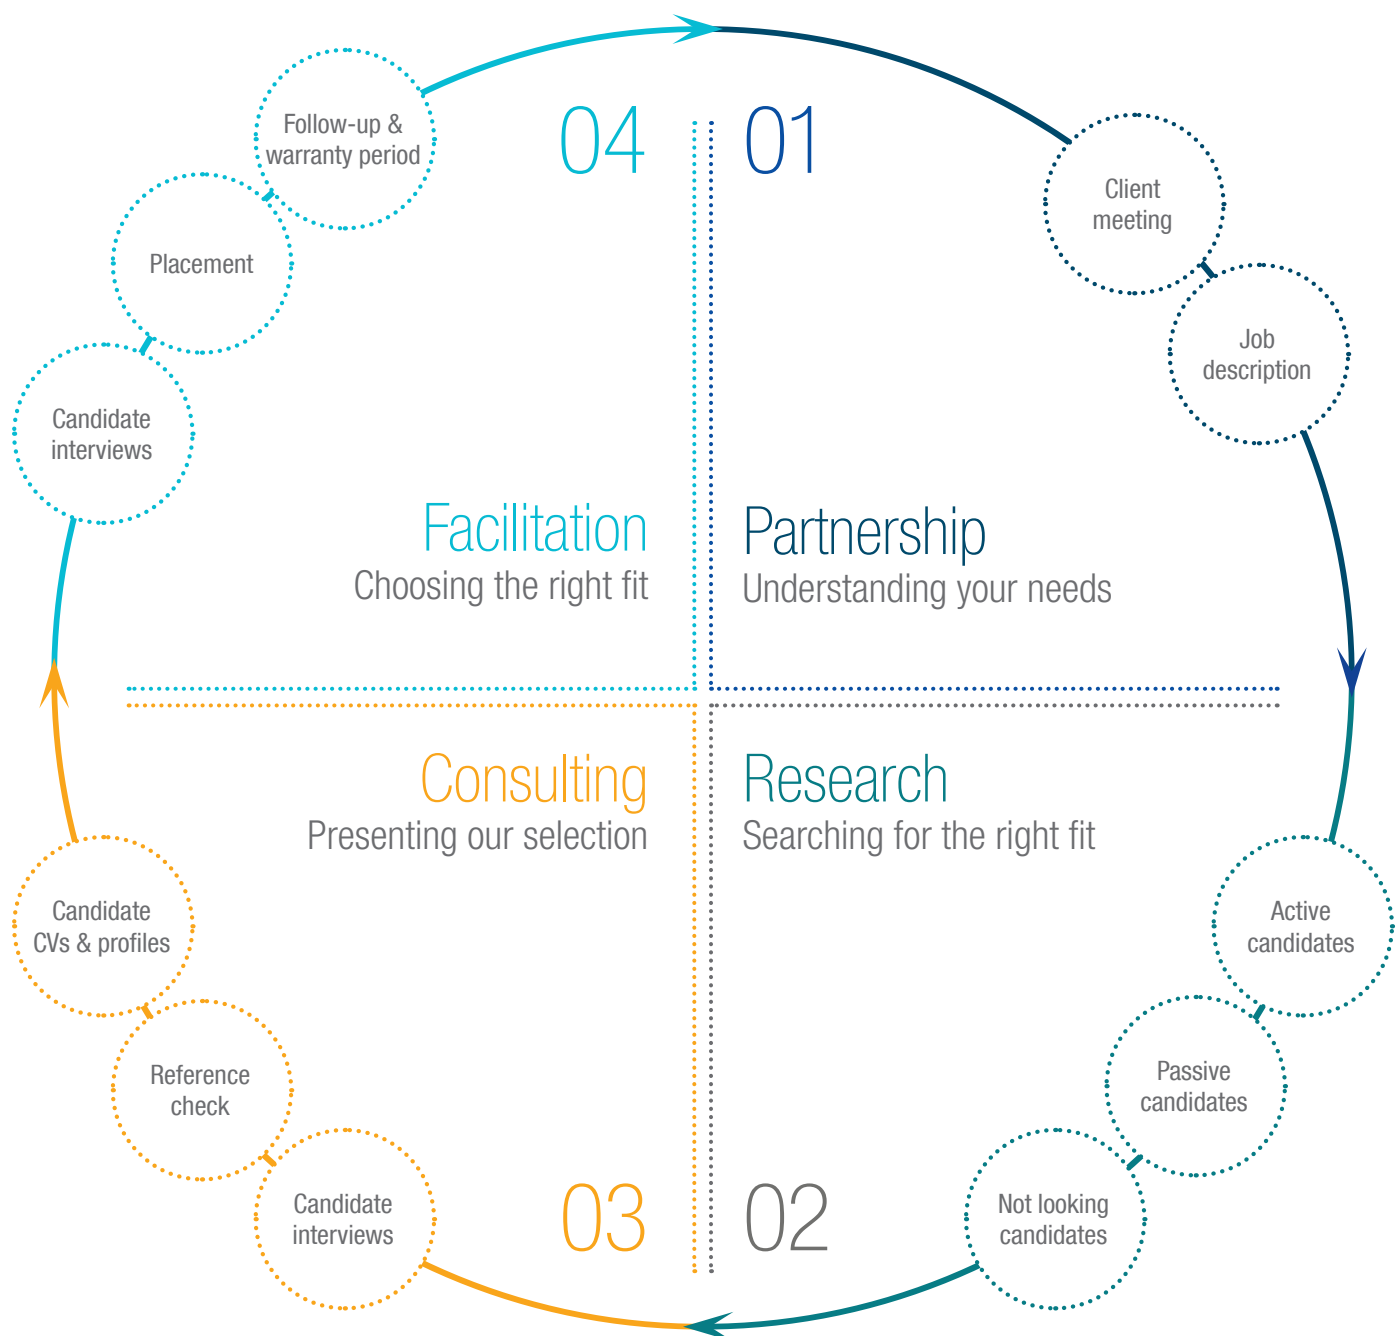 01
Client
meeting
Job
description
Partnership
Understanding your needs
Research
Searching for the right fit
Active
candidates
Passive
candidates
Not looking
candidates
02
03
Candidate
interviews
Reference
check
Candidate
CVs & profiles
Consulting
Presenting our selection
Facilitation
Choosing the right fit
Candidate
interviews
Placement
Follow-up &
warranty period
04